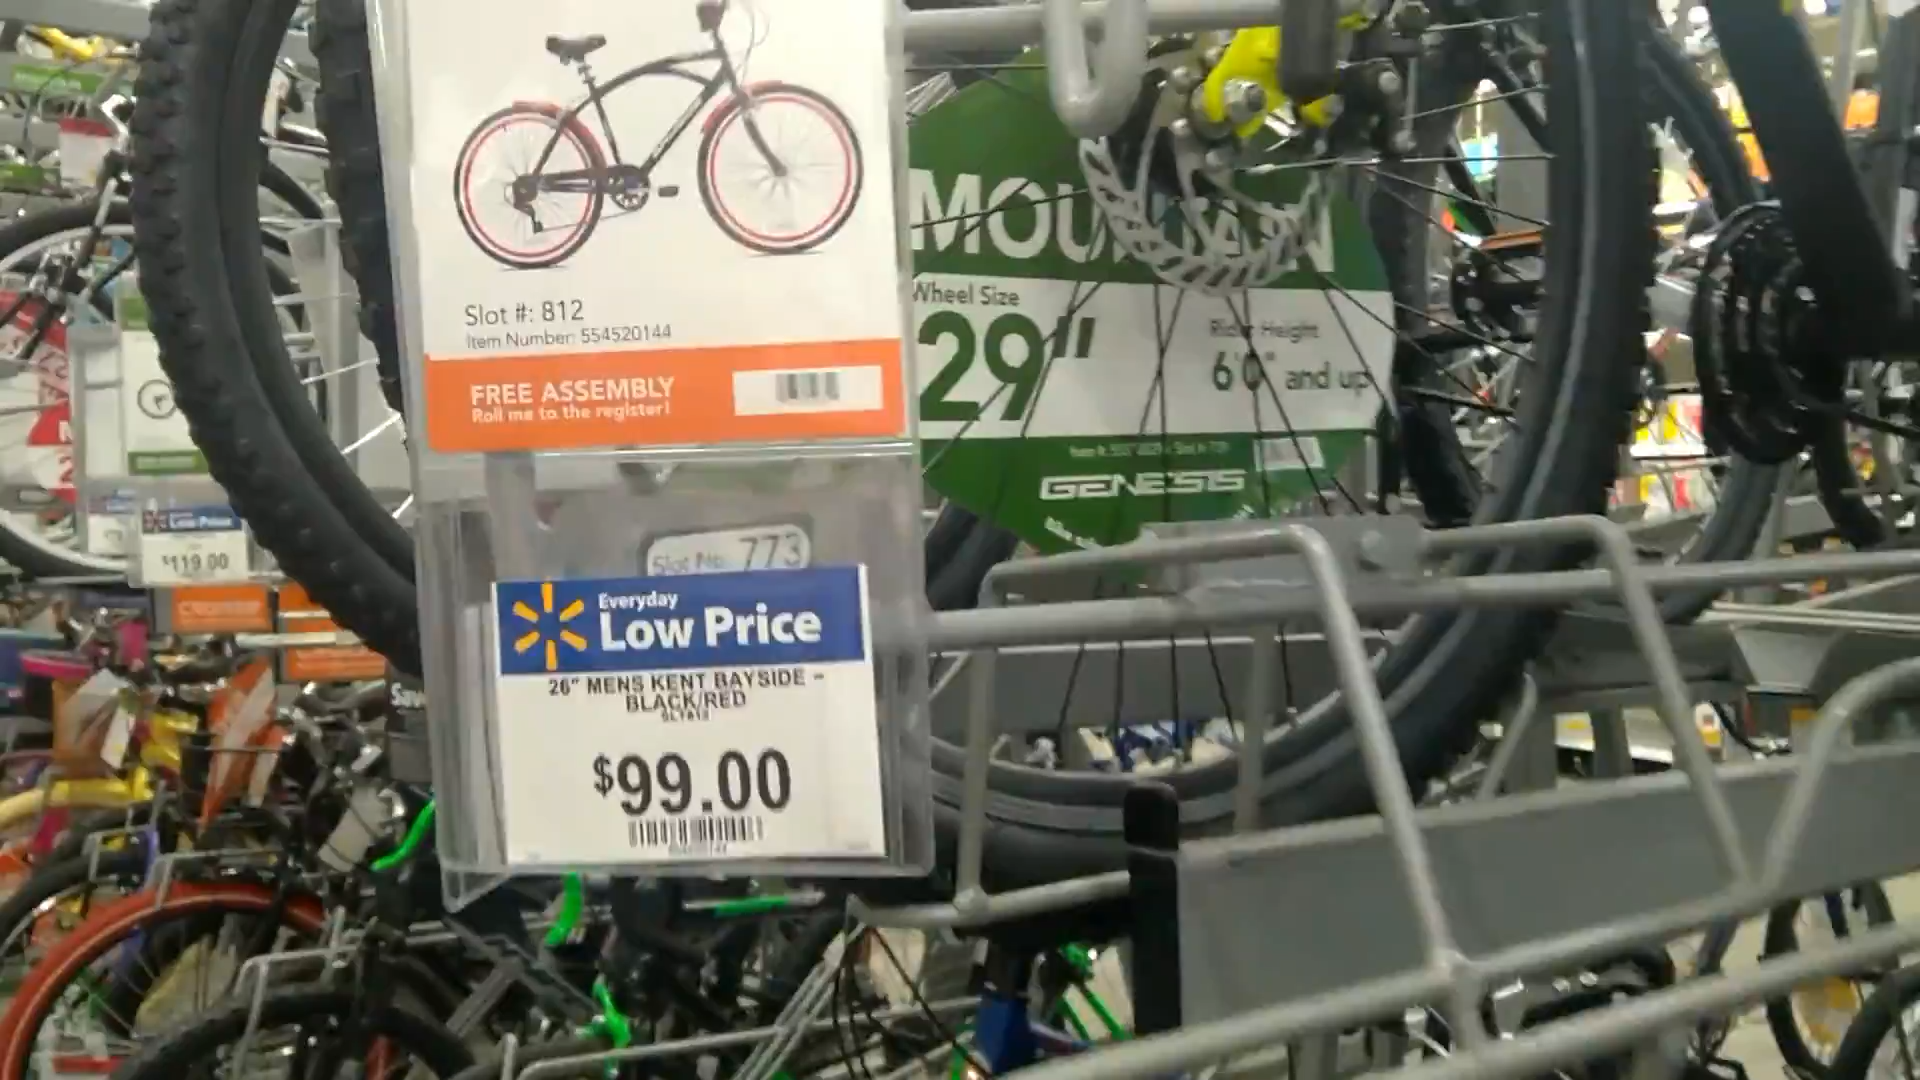 Slot #: 812
Item Number: 554520144
FREE ASSEMBLY
Roll me to the register!
Slot No. 773
Everyday
Low Price
26" MENS KENT BAYSIDE -
BLACK/RED
$99.00
MOUNTAIN
Wheel Size
29"
Rider Height
6'0" and up
GENESIS
Low Price
$119.00